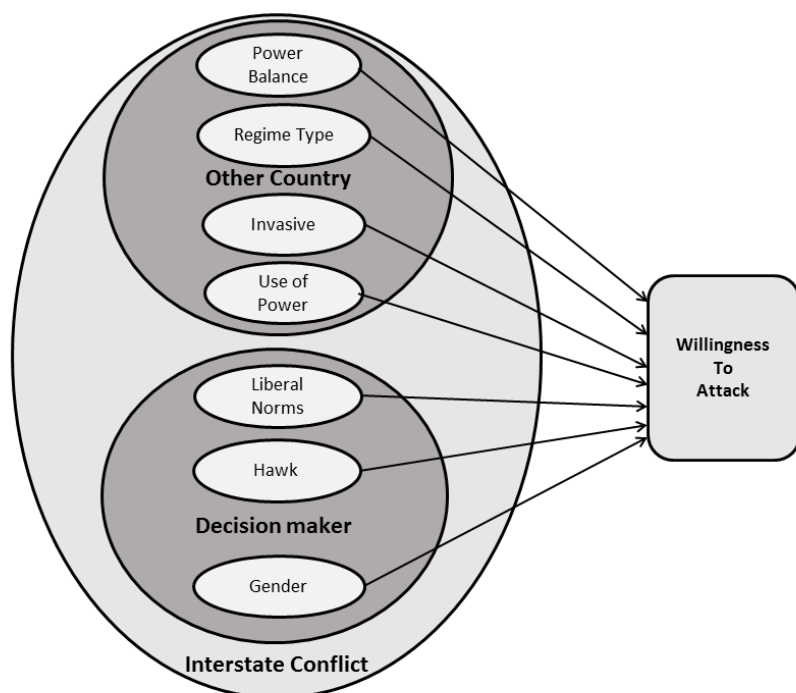 Power
Balance
Regime Type
Other Country
Invasive
Use of
Power
Willingness
To
Attack
Liberal
Norms
Hawk
Decision maker
Gender
Interstate Conflict